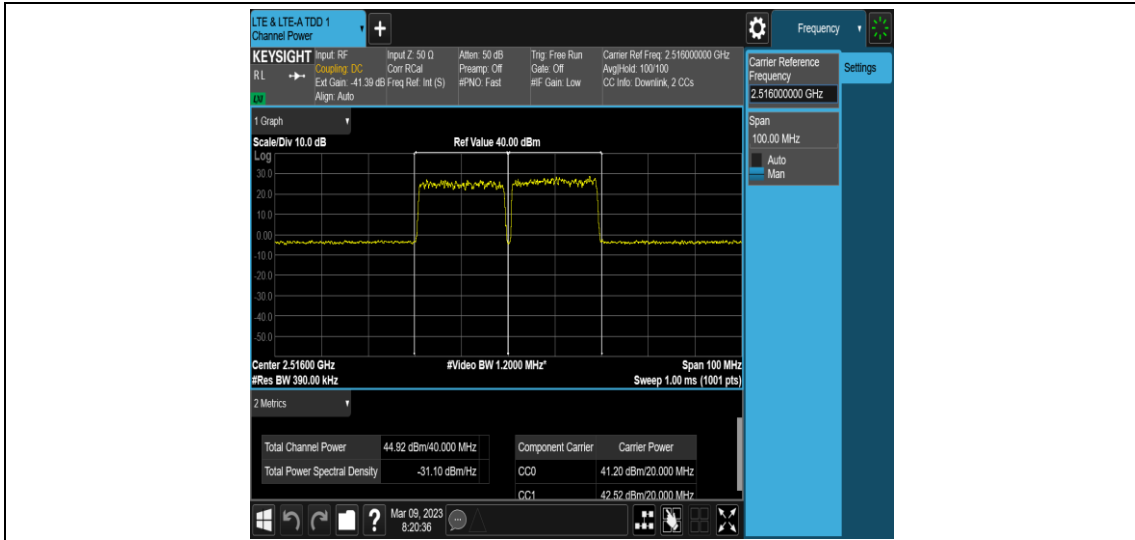 LTE & LTE-A TDD 1
Channel Power
Frequency
KEYSIGHT
RL
LXI
Input: RF
Coupling: DC
Ext Gain: -41.39 dB
Align: Auto
Input Z: 50 Ω
Corr RCal
Freq Ref: Int (S)
Atten: 50 dB
Preamp: Off
#PNO: Fast
Trig: Free Run
Gate: Off
#IF Gain: Low
Carrier Ref Freq: 2.516000000 GHz
Avg|Hold: 100/100
CC Info: Downlink, 2 CCs
Carrier Reference
Frequency
2.516000000 GHz
Settings
Span
100.00 MHz
Auto
Man
1 Graph
Scale/Div 10.0 dB
Ref Value 40.00 dBm
Log
30.0
20.0
10.0
0.00
-10.0
-20.0
-30.0
-40.0
-50.0
Center 2.51600 GHz
#Video BW 1.2000 MHz*
Span 100 MHz
#Res BW 390.00 kHz
Sweep 1.00 ms (1001 pts)
2 Metrics
Total Channel Power 44.92 dBm/40.000 MHz
Total Power Spectral Density -31.10 dBm/Hz
Component Carrier Carrier Power
CC0 41.20 dBm/20.000 MHz
CC1 42.52 dBm/20.000 MHz
?
Mar 09, 2023
8:20:36